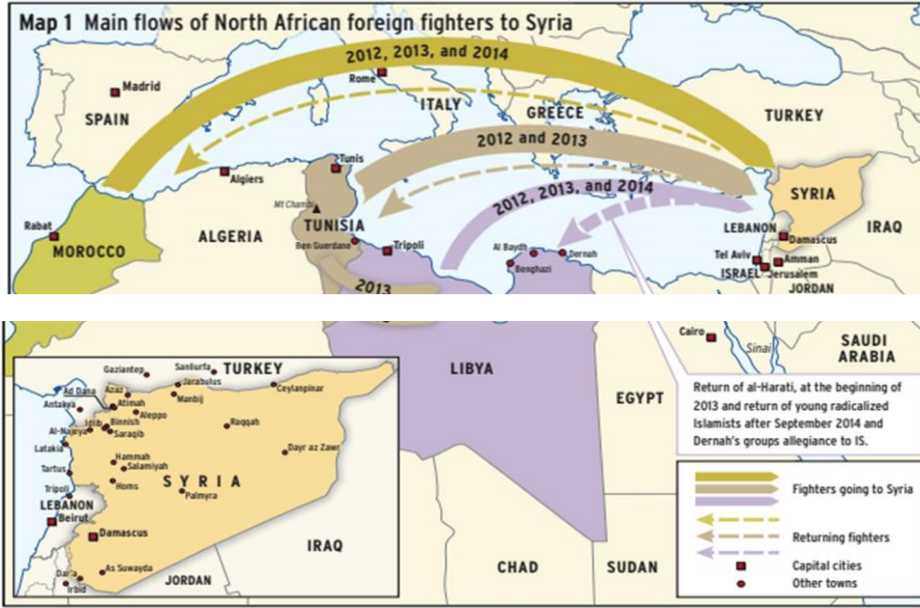 Map 1 Main flows of North African foreign fighters to Syria
2012, 2013, and 2014
Madrid
Rome
SPAIN
ITALY
GREECE
TURKEY
2012 and 2013
Tunis
Algiers
2012, 2013, and 2014
SYRIA
Mt Chambi
TUNISIA
Rabat
MOROCCO
ALGERIA
Ben Guerdane
Tripoli
Al Baydh
Dernah
Benghazi
LEBANON
Damascus
IRAQ
Tel Aviv
Amman
ISRAEL
Jerusalem
JORDAN
2013
Cairo
Sinai
SAUDI
ARABIA
LIBYA
EGYPT
Return of al-Harati, at the beginning of
2013 and return of young radicalized
Islamists after September 2014 and
Dernah's groups allegiance to IS.
CHAD
SUDAN
Gaziantep
Sanliurfa
TURKEY
Jarabulus
Ceylanpinar
Ad Dana
Azaz
Manbij
Antakya
Atimah
Aleppo
Idlib
Binnish
Raqqah
Al-Najeya
Saraqib
Latakia
Dayr az Zawr
Hammah
Salamiyah
Tartus
SYRIA
Homs
Palmyra
Tripoli
LEBANON
Beirut
Damascus
IRAQ
As Suwayda
Dar'a
JORDAN
Irbid
Fighters going to Syria
Returning fighters
Capital cities
Other towns